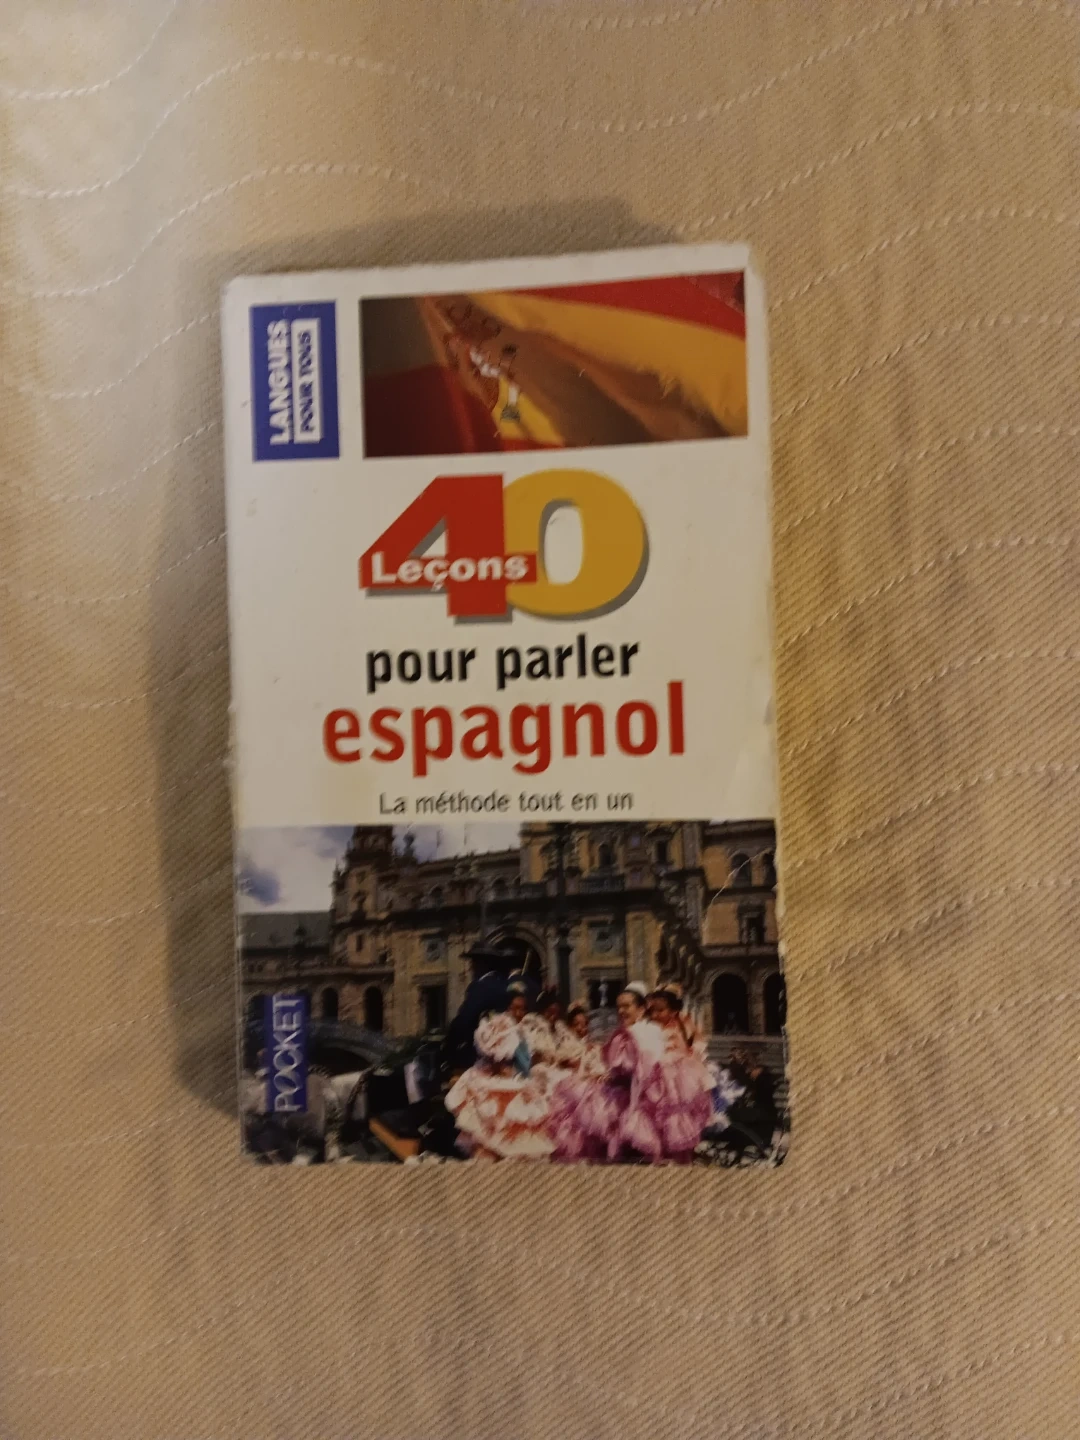 LANGUES
POUR TOUS
40
Leçons
pour parler
espagnol
La méthode tout en un
POCKET